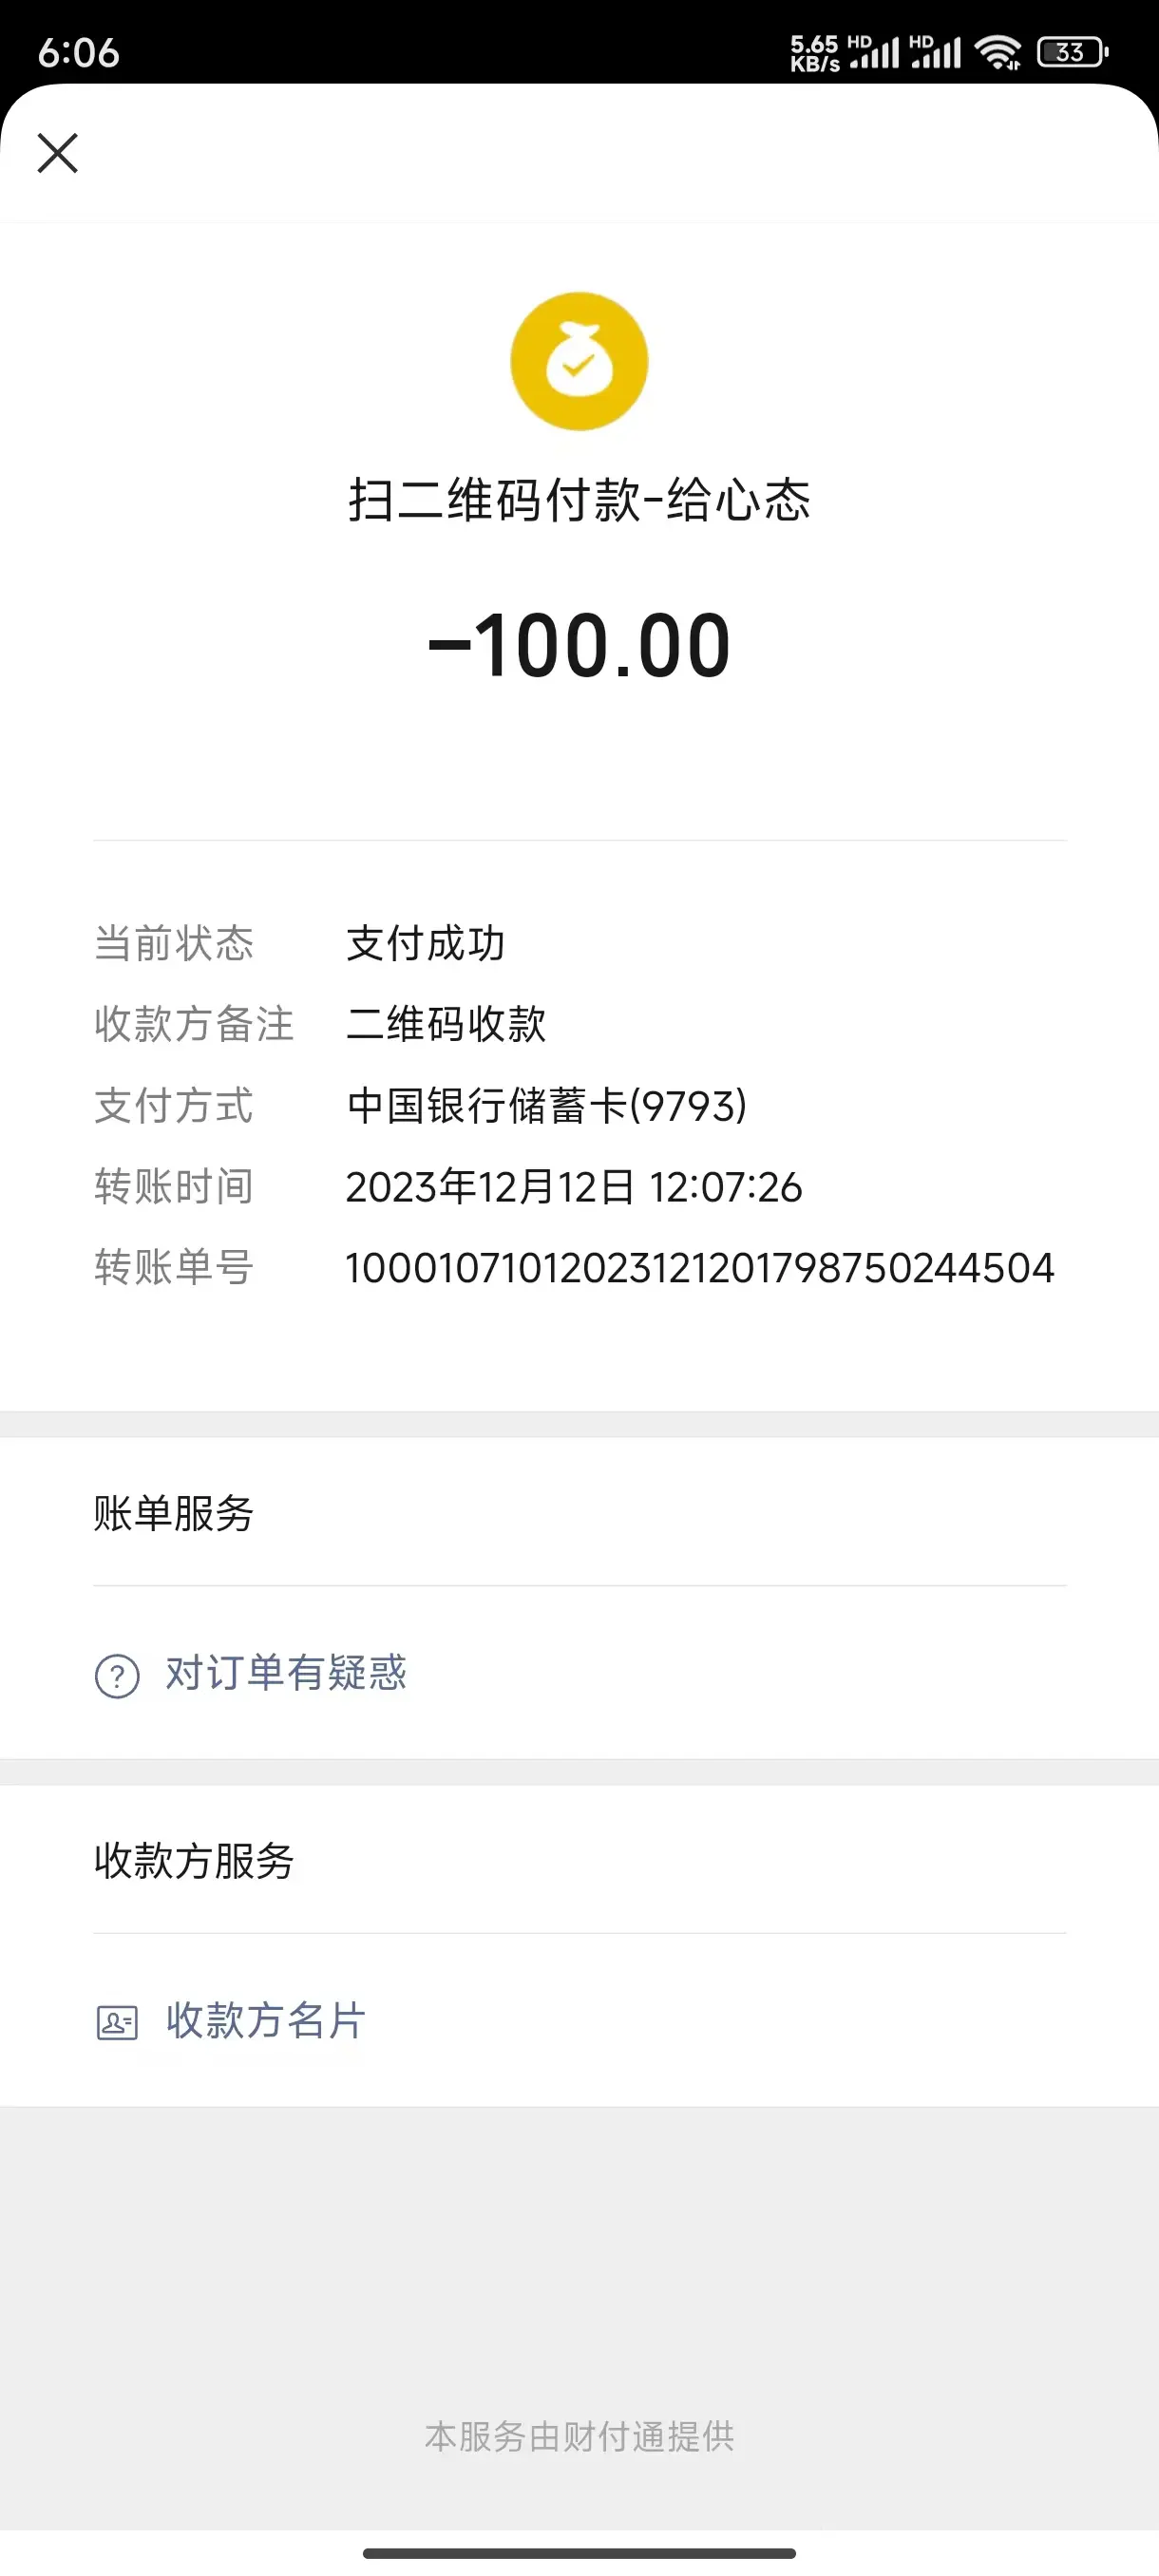 6:06
5.65 KB/s HD HD 33
扫二维码付款-给心态
-100.00
当前状态 支付成功
收款方备注 二维码收款
支付方式 中国银行储蓄卡(9793)
转账时间 2023年12月12日 12:07:26
转账单号 1000107101202312120179875024​4504
账单服务
? 对订单有疑惑
收款方服务
收款方名片
本服务由财付通提供